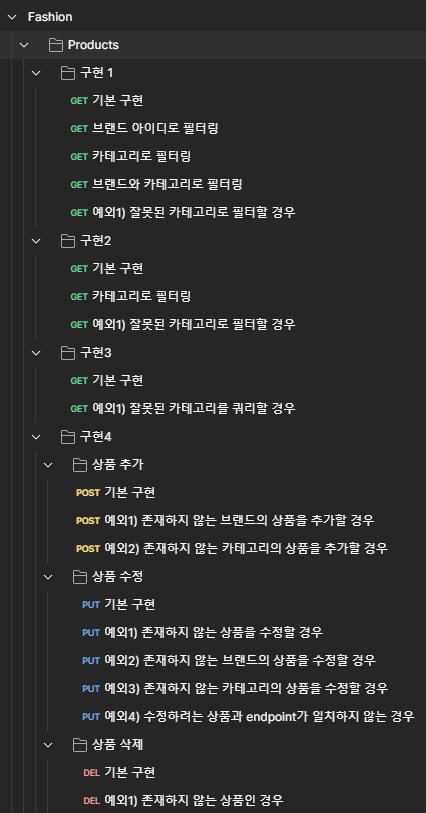 Fashion
Products
구현 1
GET 기본 구현
GET 브랜드 아이디로 필터링
GET 카테고리로 필터링
GET 브랜드와 카테고리로 필터링
GET 예외1) 잘못된 카테고리로 필터할 경우
구현2
GET 기본 구현
GET 카테고리로 필터링
GET 예외1) 잘못된 카테고리로 필터할 경우
구현3
GET 기본 구현
GET 예외1) 잘못된 카테고리를 쿼리할 경우
구현4
상품 추가
POST 기본 구현
POST 예외1) 존재하지 않는 브랜드의 상품을 추가할 경우
POST 예외2) 존재하지 않는 카테고리의 상품을 추가할 경우
상품 수정
PUT 기본 구현
PUT 예외1) 존재하지 않는 상품을 수정할 경우
PUT 예외2) 존재하지 않는 브랜드의 상품을 수정할 경우
PUT 예외3) 존재하지 않는 카테고리의 상품을 수정할 경우
PUT 예외4) 수정하려는 상품과 endpoint가 일치하지 않는 경우
상품 삭제
DEL 기본 구현
DEL 예외1) 존재하지 않는 상품인 경우